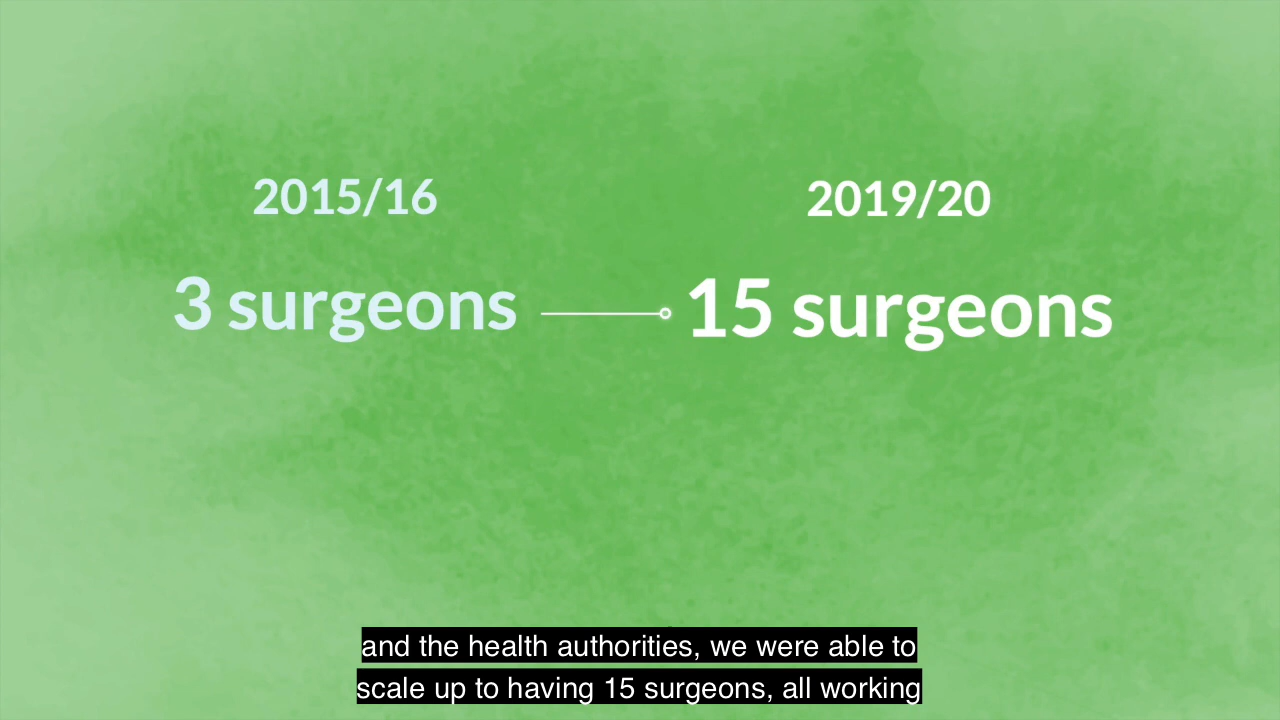 2015/16
2019/20
3 surgeons
15 surgeons
and the health authorities, we were able to
scale up to having 15 surgeons, all working